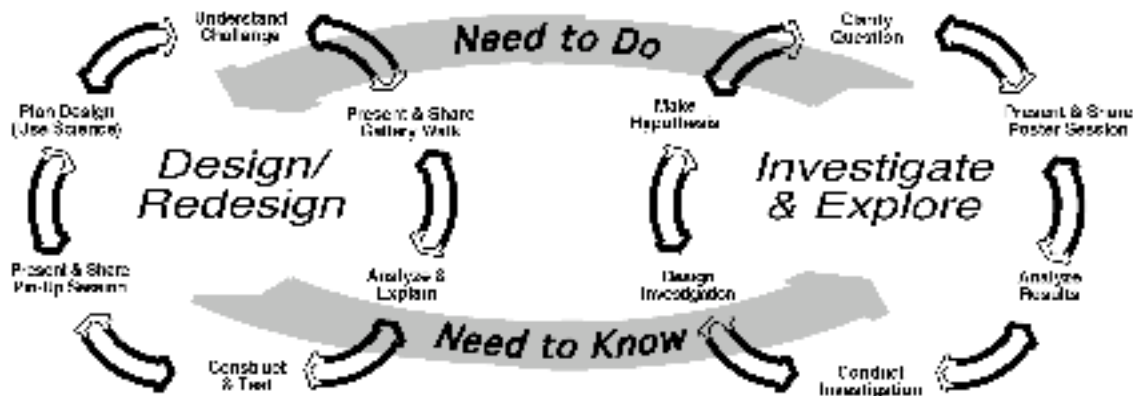 Understand
Challenge
Need to Do
Clarify
Question
Plan Design
(Use Science)
Present & Share
Gallery Walk
Make
Hypothesis
Present & Share
Poster Session
Design/
Redesign
Investigate
& Explore
Present & Share
Pin-Up Session
Analyze &
Explain
Design
Investigation
Analyze
Results
Need to Know
Construct
& Test
Conduct
Investigation